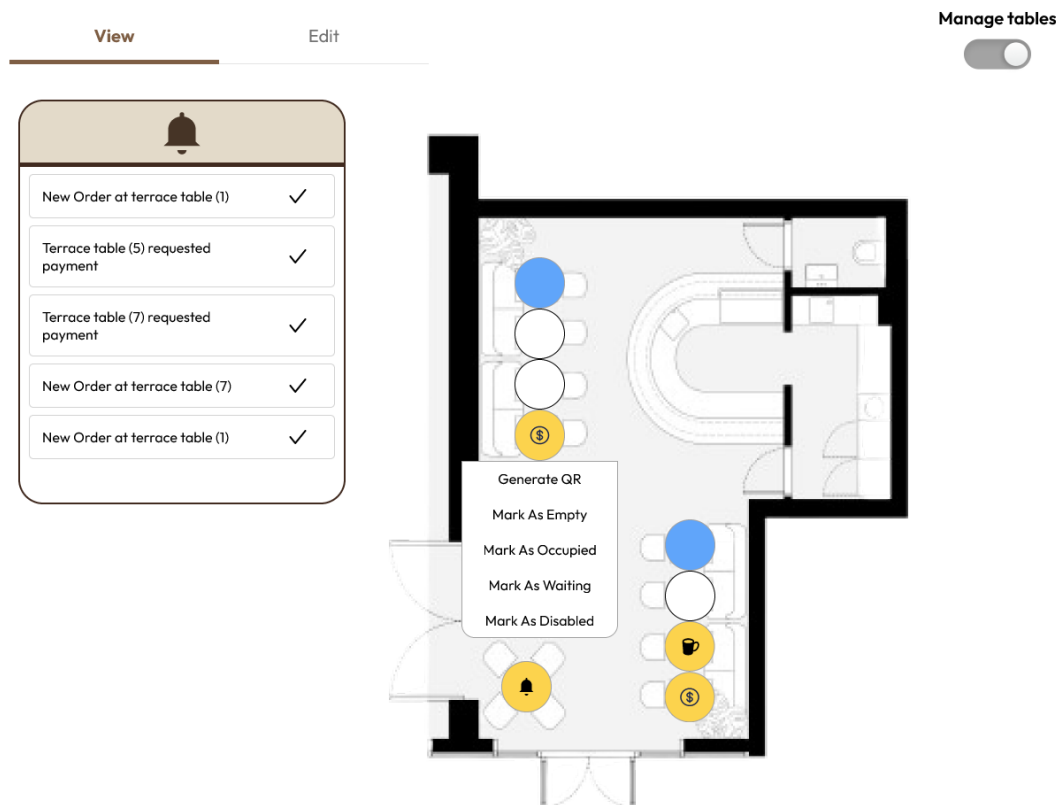 View
Edit
Manage tables
New Order at terrace table (1)
Terrace table (5) requested
payment
Terrace table (7) requested
payment
New Order at terrace table (7)
New Order at terrace table (1)
$
Generate QR
Mark As Empty
Mark As Occupied
Mark As Waiting
Mark As Disabled
$